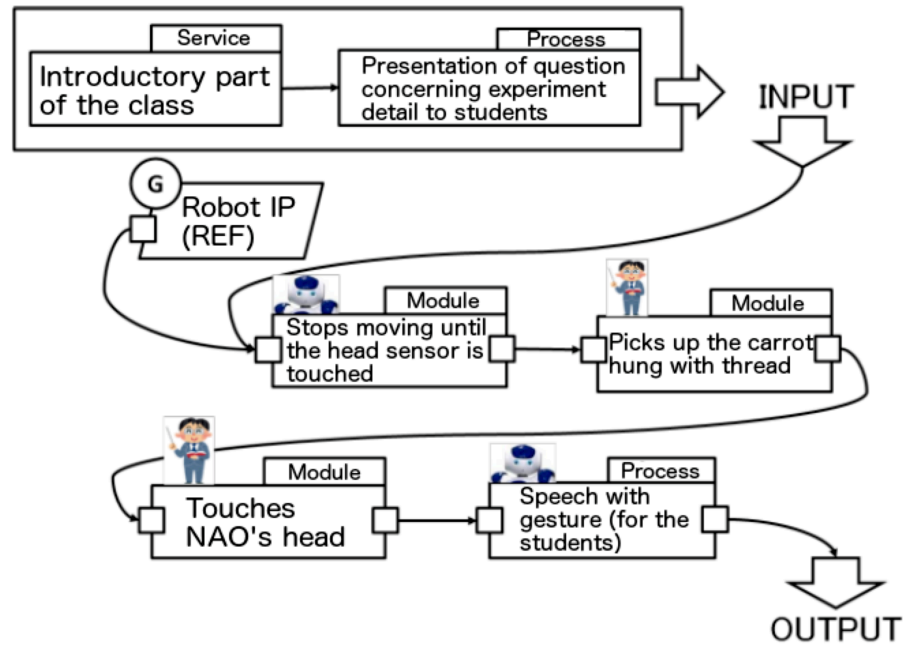 Service
Introductory part
of the class
Process
Presentation of question
concerning experiment
detail to students
INPUT
G
Robot IP
(REF)
Module
Stops moving until
the head sensor is
touched
Module
Picks up the carrot
hung with thread
Module
Touches
NAO's head
Process
Speech with
gesture (for the
students)
OUTPUT